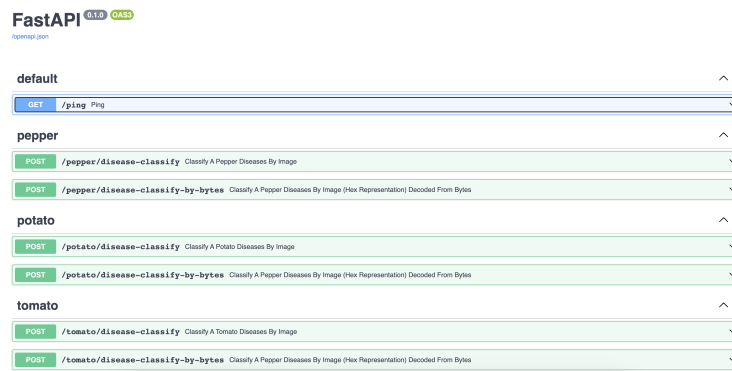 FastAPI 0.1.0 OAS3
/openapi.json
default
GET /ping Ping
pepper
POST /pepper/disease-classify Classify A Pepper Diseases By Image
POST /pepper/disease-classify-by-bytes Classify A Pepper Diseases By Image (Hex Representation) Decoded From Bytes
potato
POST /potato/disease-classify Classify A Potato Diseases By Image
POST /potato/disease-classify-by-bytes Classify A Pepper Diseases By Image (Hex Representation) Decoded From Bytes
tomato
POST /tomato/disease-classify Classify A Tomato Diseases By Image
POST /tomato/disease-classify-by-bytes Classify A Pepper Diseases By Image (Hex Representation) Decoded From Bytes